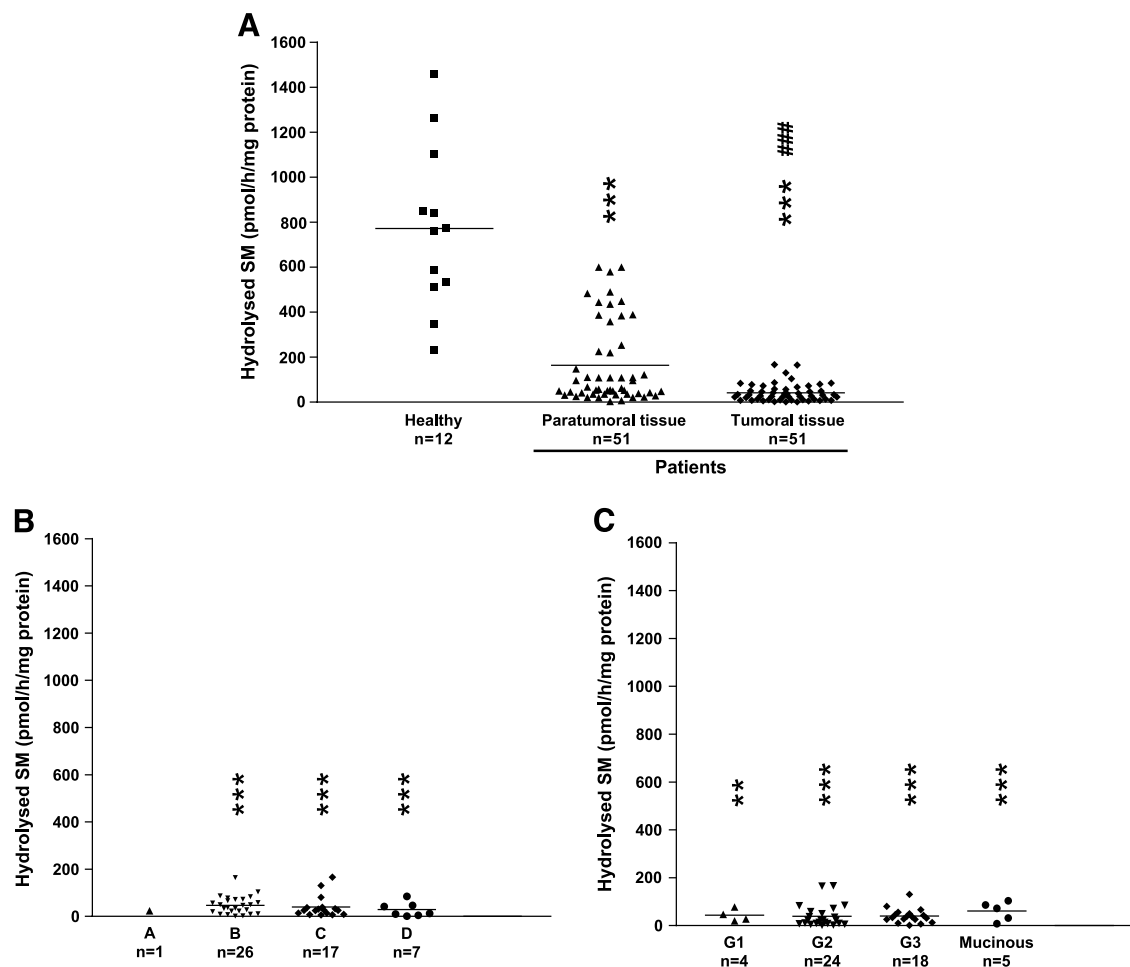 A
Hydrolysed SM (pmol/h/mg protein)
1600
1400
1200
1000
800
600
400
200
0
###
***
***
Healthy
n=12
Paratumoral tissue
n=51
Tumoral tissue
n=51
Patients
B
Hydrolysed SM (pmol/h/mg protein)
1600
1400
1200
1000
800
600
400
200
0
***
***
***
A
n=1
B
n=26
C
n=17
D
n=7
C
Hydrolysed SM (pmol/h/mg protein)
1600
1400
1200
1000
800
600
400
200
0
**
***
***
***
G1
n=4
G2
n=24
G3
n=18
Mucinous
n=5